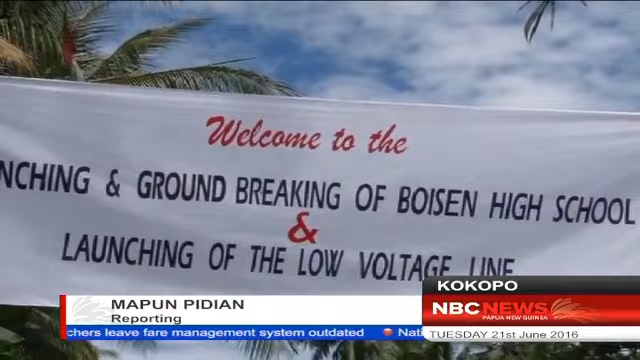 Welcome to the
NCHING & GROUND BREAKING OF BOISEN HIGH SCHOOL
&
LAUNCHING OF THE LOW VOLTAGE LINE
KOKOPO
MAPUN PIDIAN
Reporting
NBC NEWS
PAPUA NEW GUINEA
chers leave fare management system outdated Nati
TUESDAY 21st June 2016